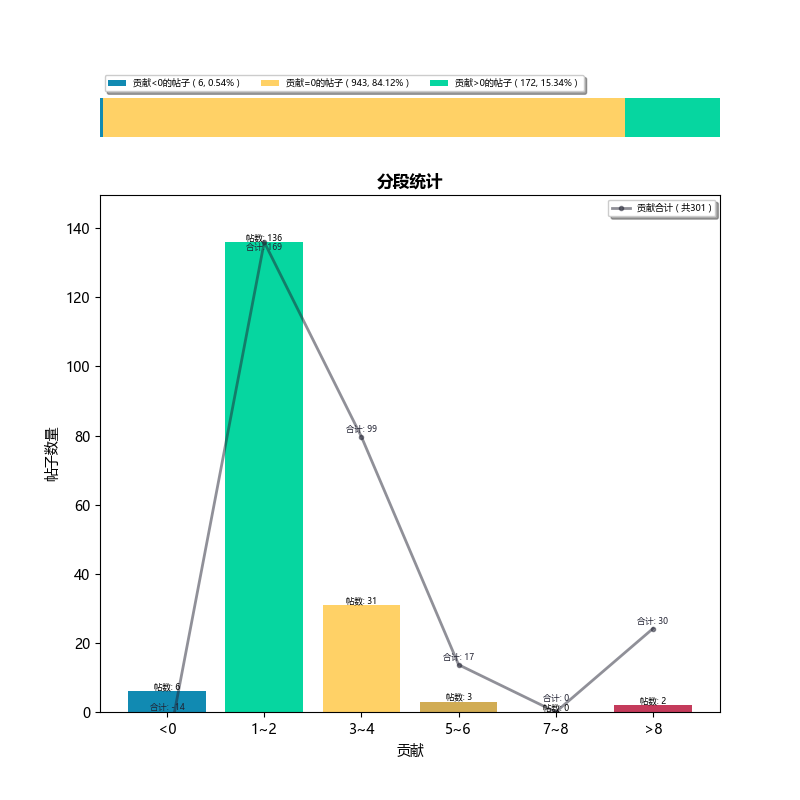 贡献<0的帖子 ( 6, 0.54% ) 贡献=0的帖子 ( 943, 84.12% ) 贡献>0的帖子 ( 172, 15.34% )
分段统计
贡献合计 ( 共301 )
140
120
100
80
60
40
20
0
帖子数量
帖数: 136
合计: 169
合计: 99
帖数: 31
合计: 17
帖数: 3
合计: 30
帖数: 2
合计: 0
帖数: 0
帖数: 6
合计: -14
<0 1~2 3~4 5~6 7~8 >8
贡献